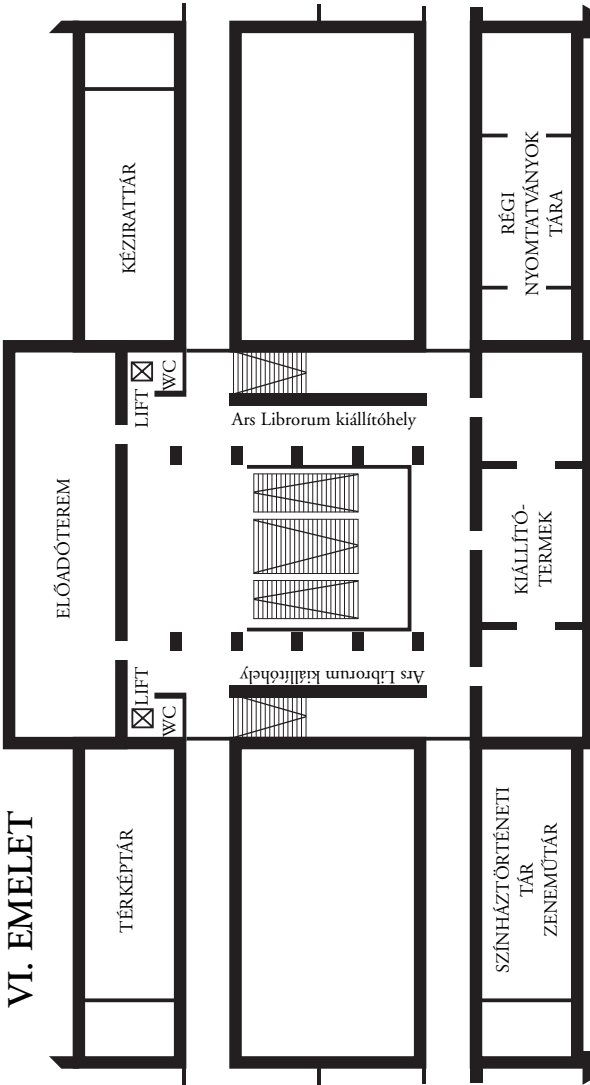 VI. EMELET
TÉRKÉPTÁR
ELŐADÓTEREM
KÉZIRATTÁR
LIFT
WC
LIFT
WC
Ars Librorum kiállítóhely
Ars Librorum kiállítóhely
SZÍNHÁZTÖRTÉNETI
TÁR
ZENEMŰTÁR
KIÁLLÍTÓ-
TERMEK
RÉGI
NYOMTATVÁNYOK
TÁRA